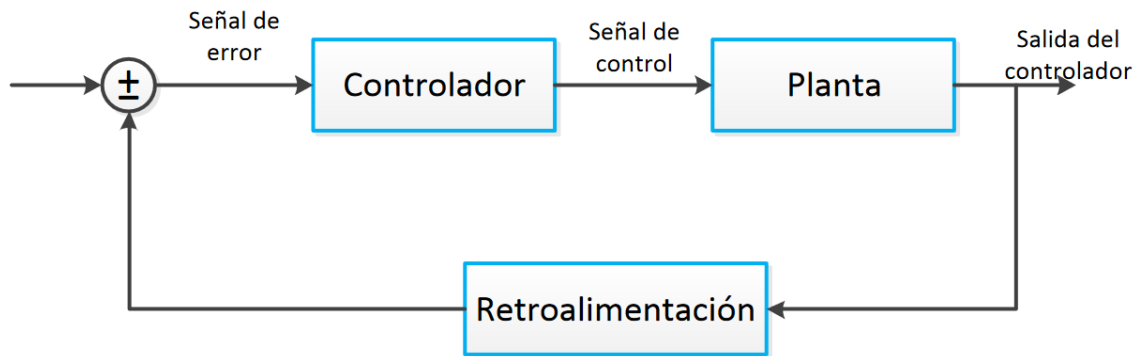 Señal de
error
Señal de
control
Salida del
controlador
±
Controlador
Planta
Retroalimentación